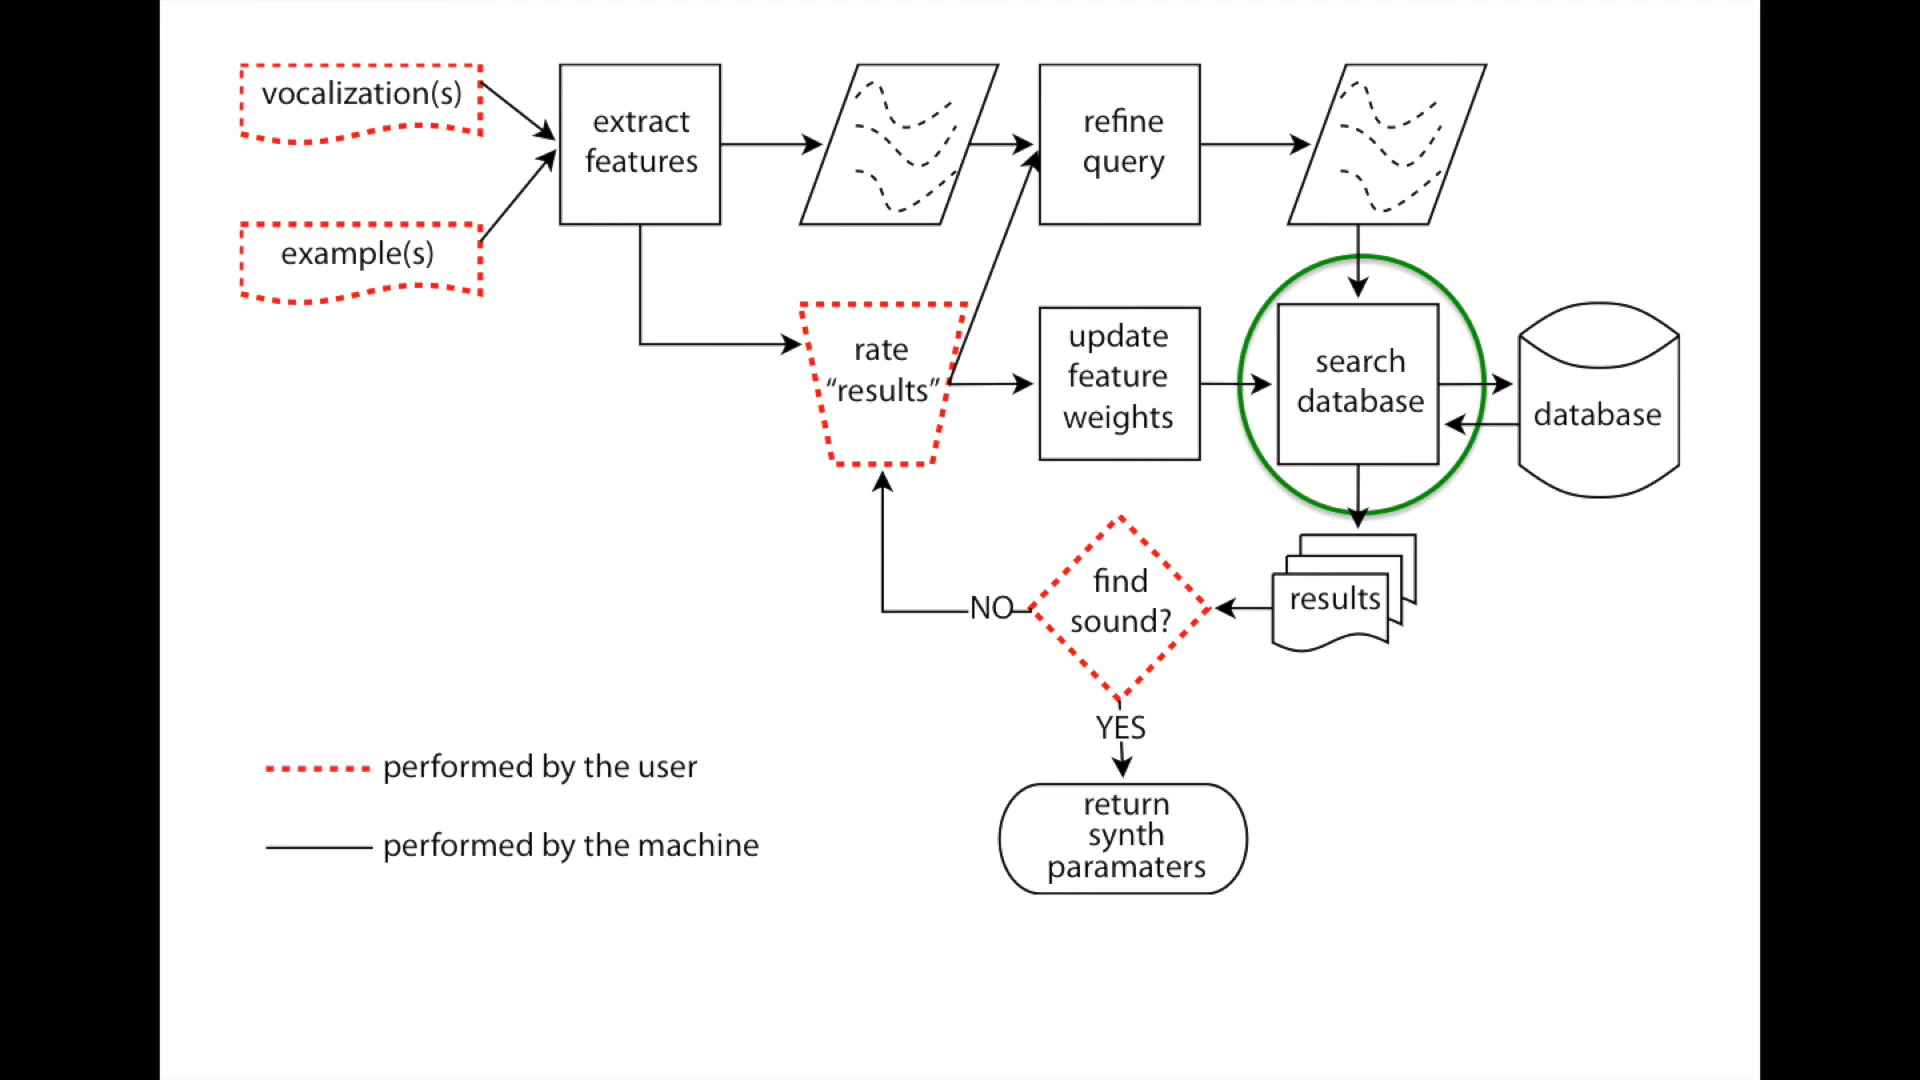 vocalization(s)
example(s)
extract
features
refine
query
rate
“results”
update
feature
weights
search
database
database
results
find
sound?
NO
YES
return
synth
paramaters
performed by the user
performed by the machine